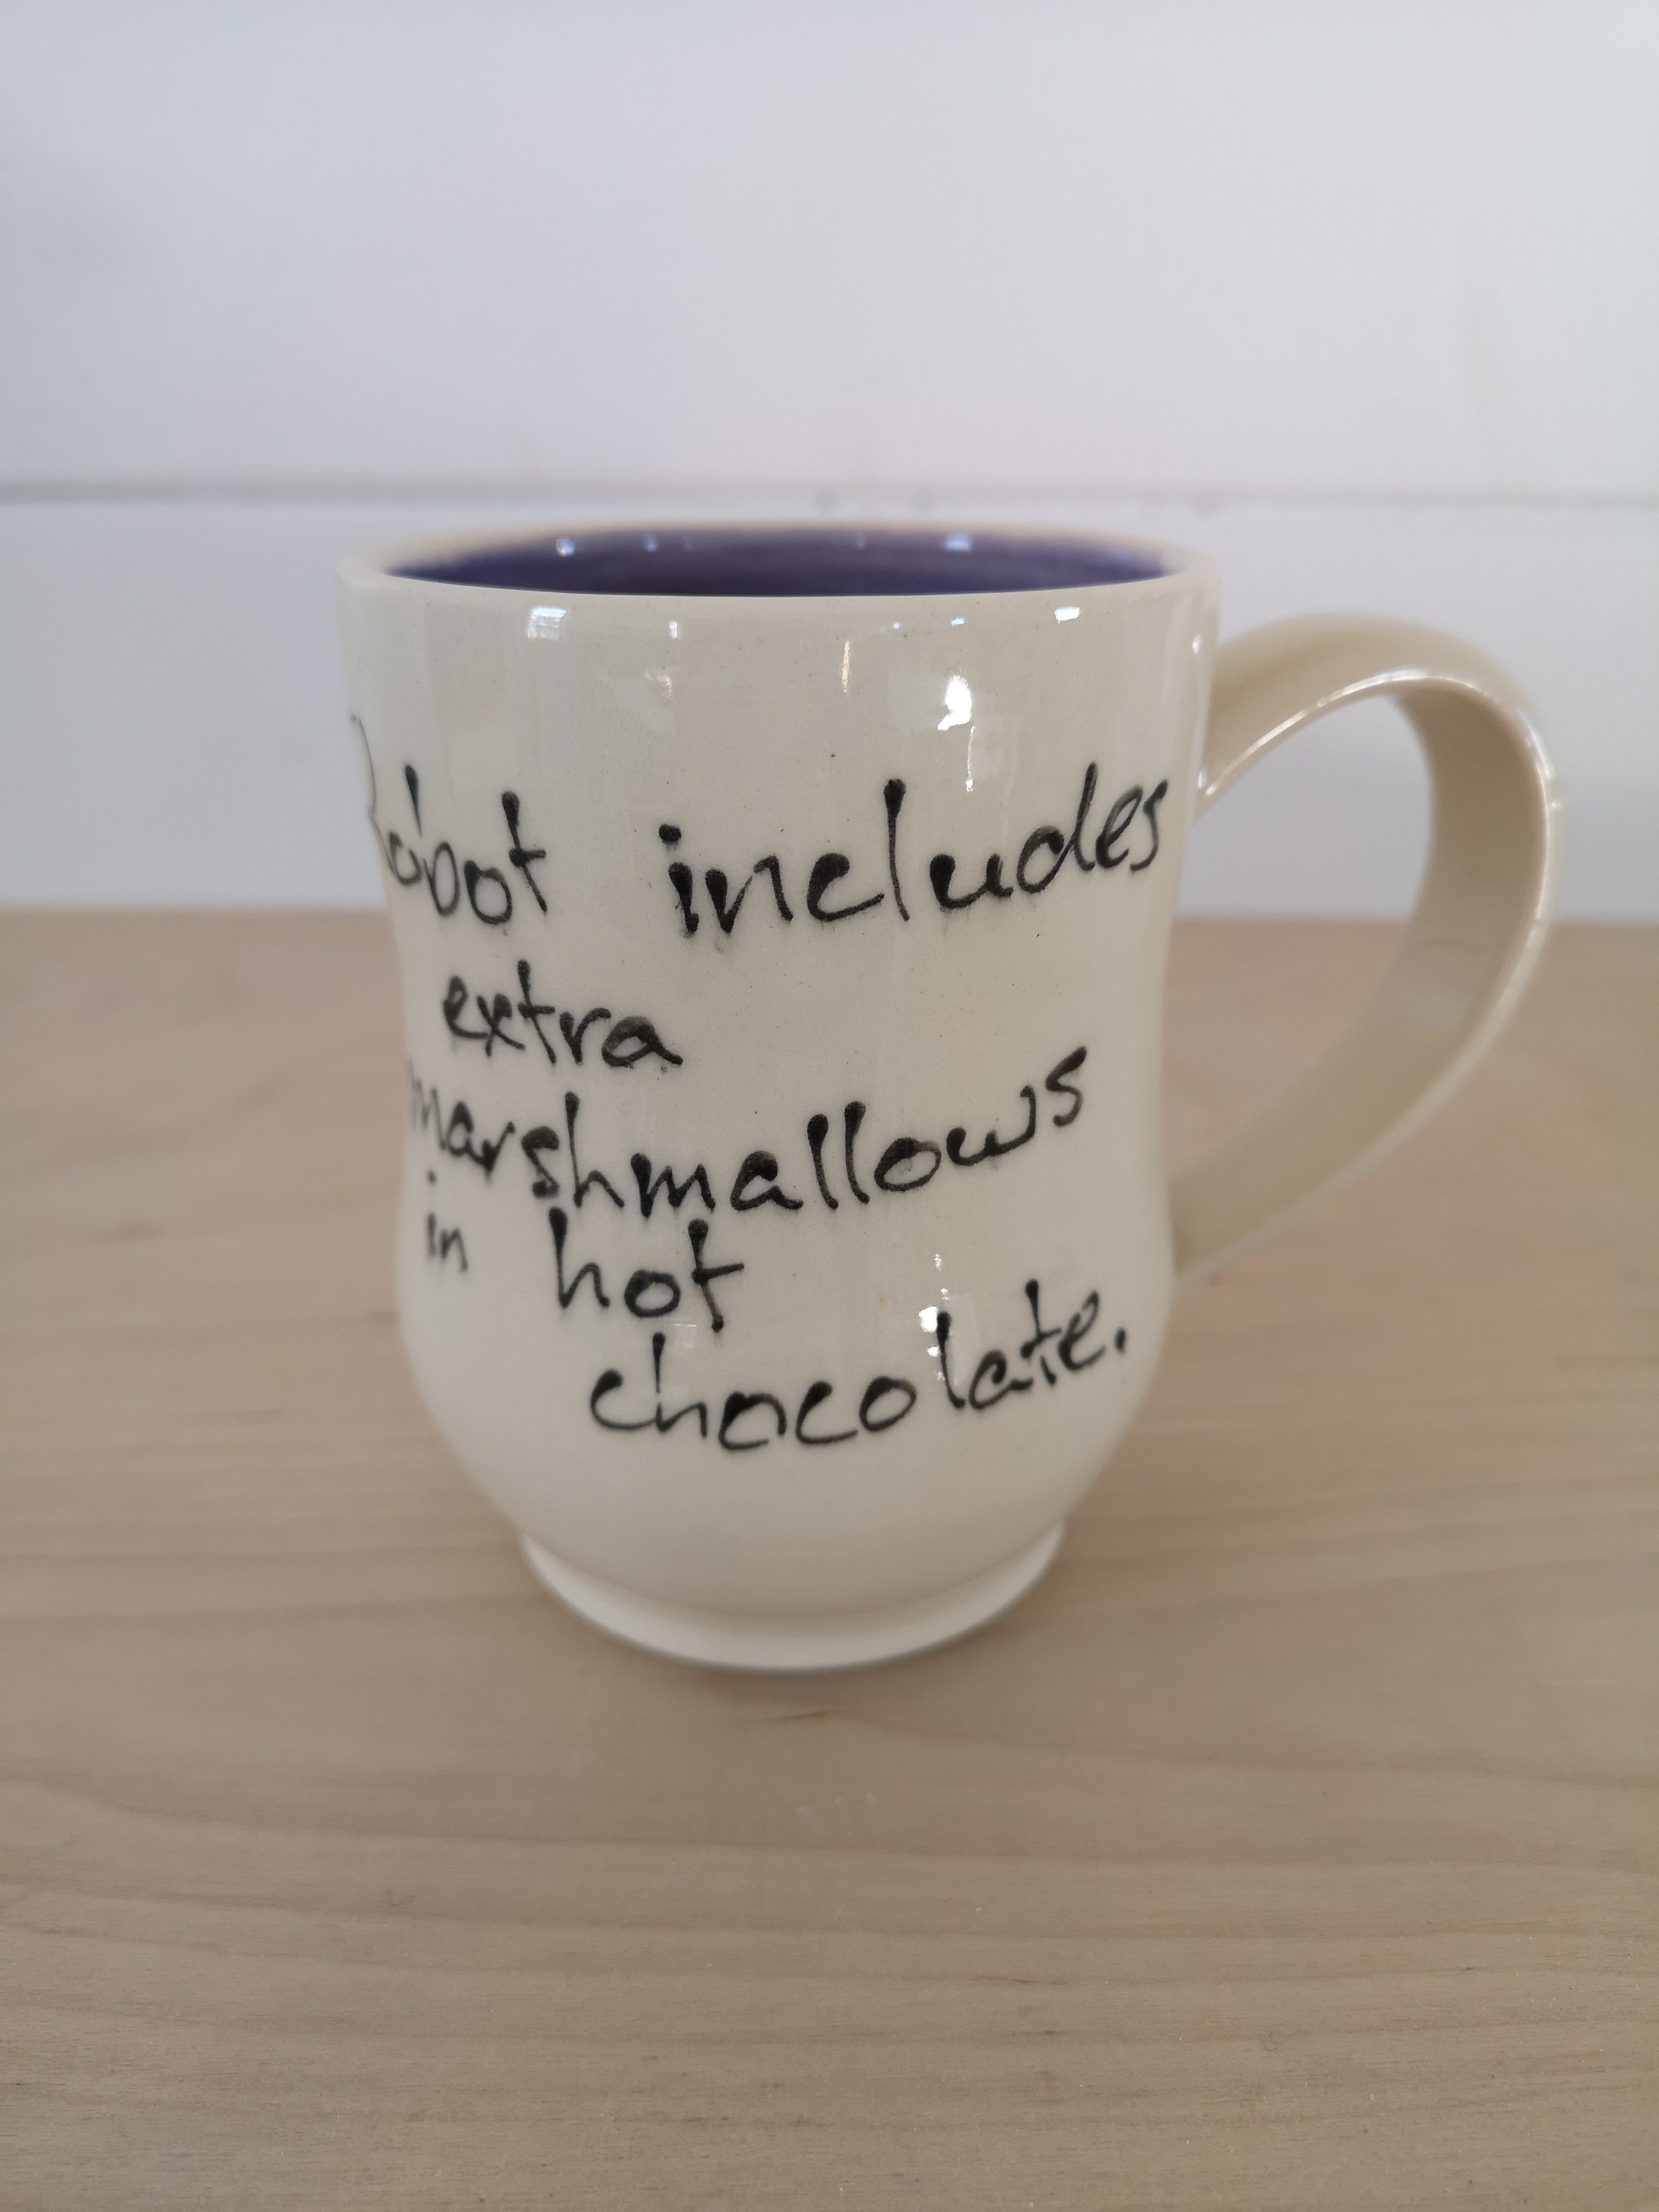 Robot includes
extra
marshmallows
in hot
chocolate.